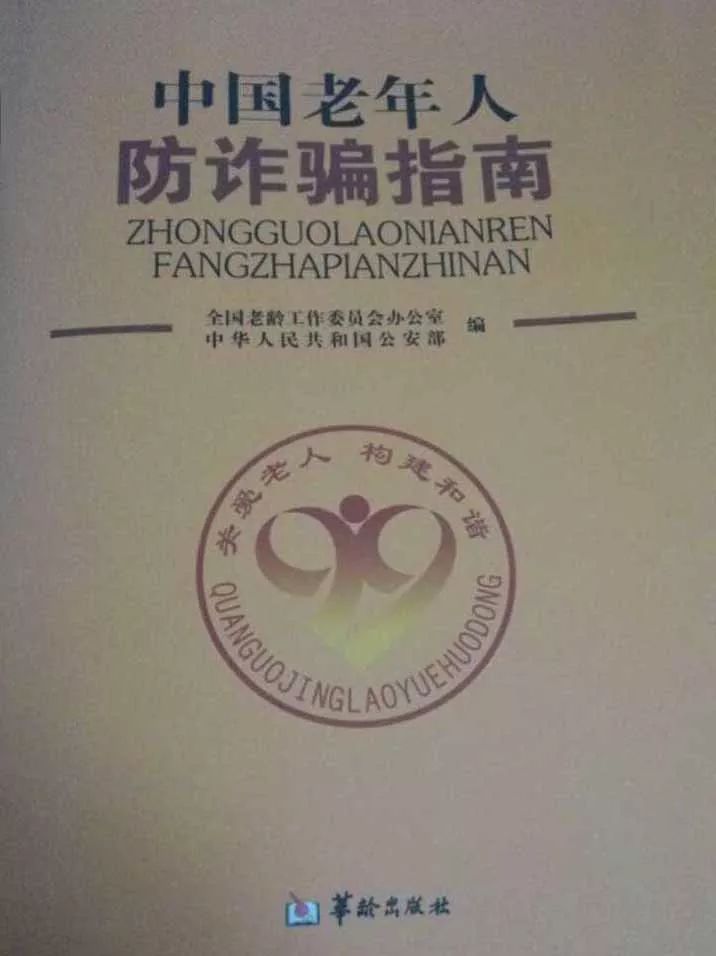 中国老年人
防诈骗指南
ZHONGGUOLAONIANREN
FANGZHAPIANZHINAN
全国老龄工作委员会办公室
中华人民共和国公安部
编
关爱老人 构建和谐
99
QUANGUOJINGLAOYUEHUODONG
华龄出版社